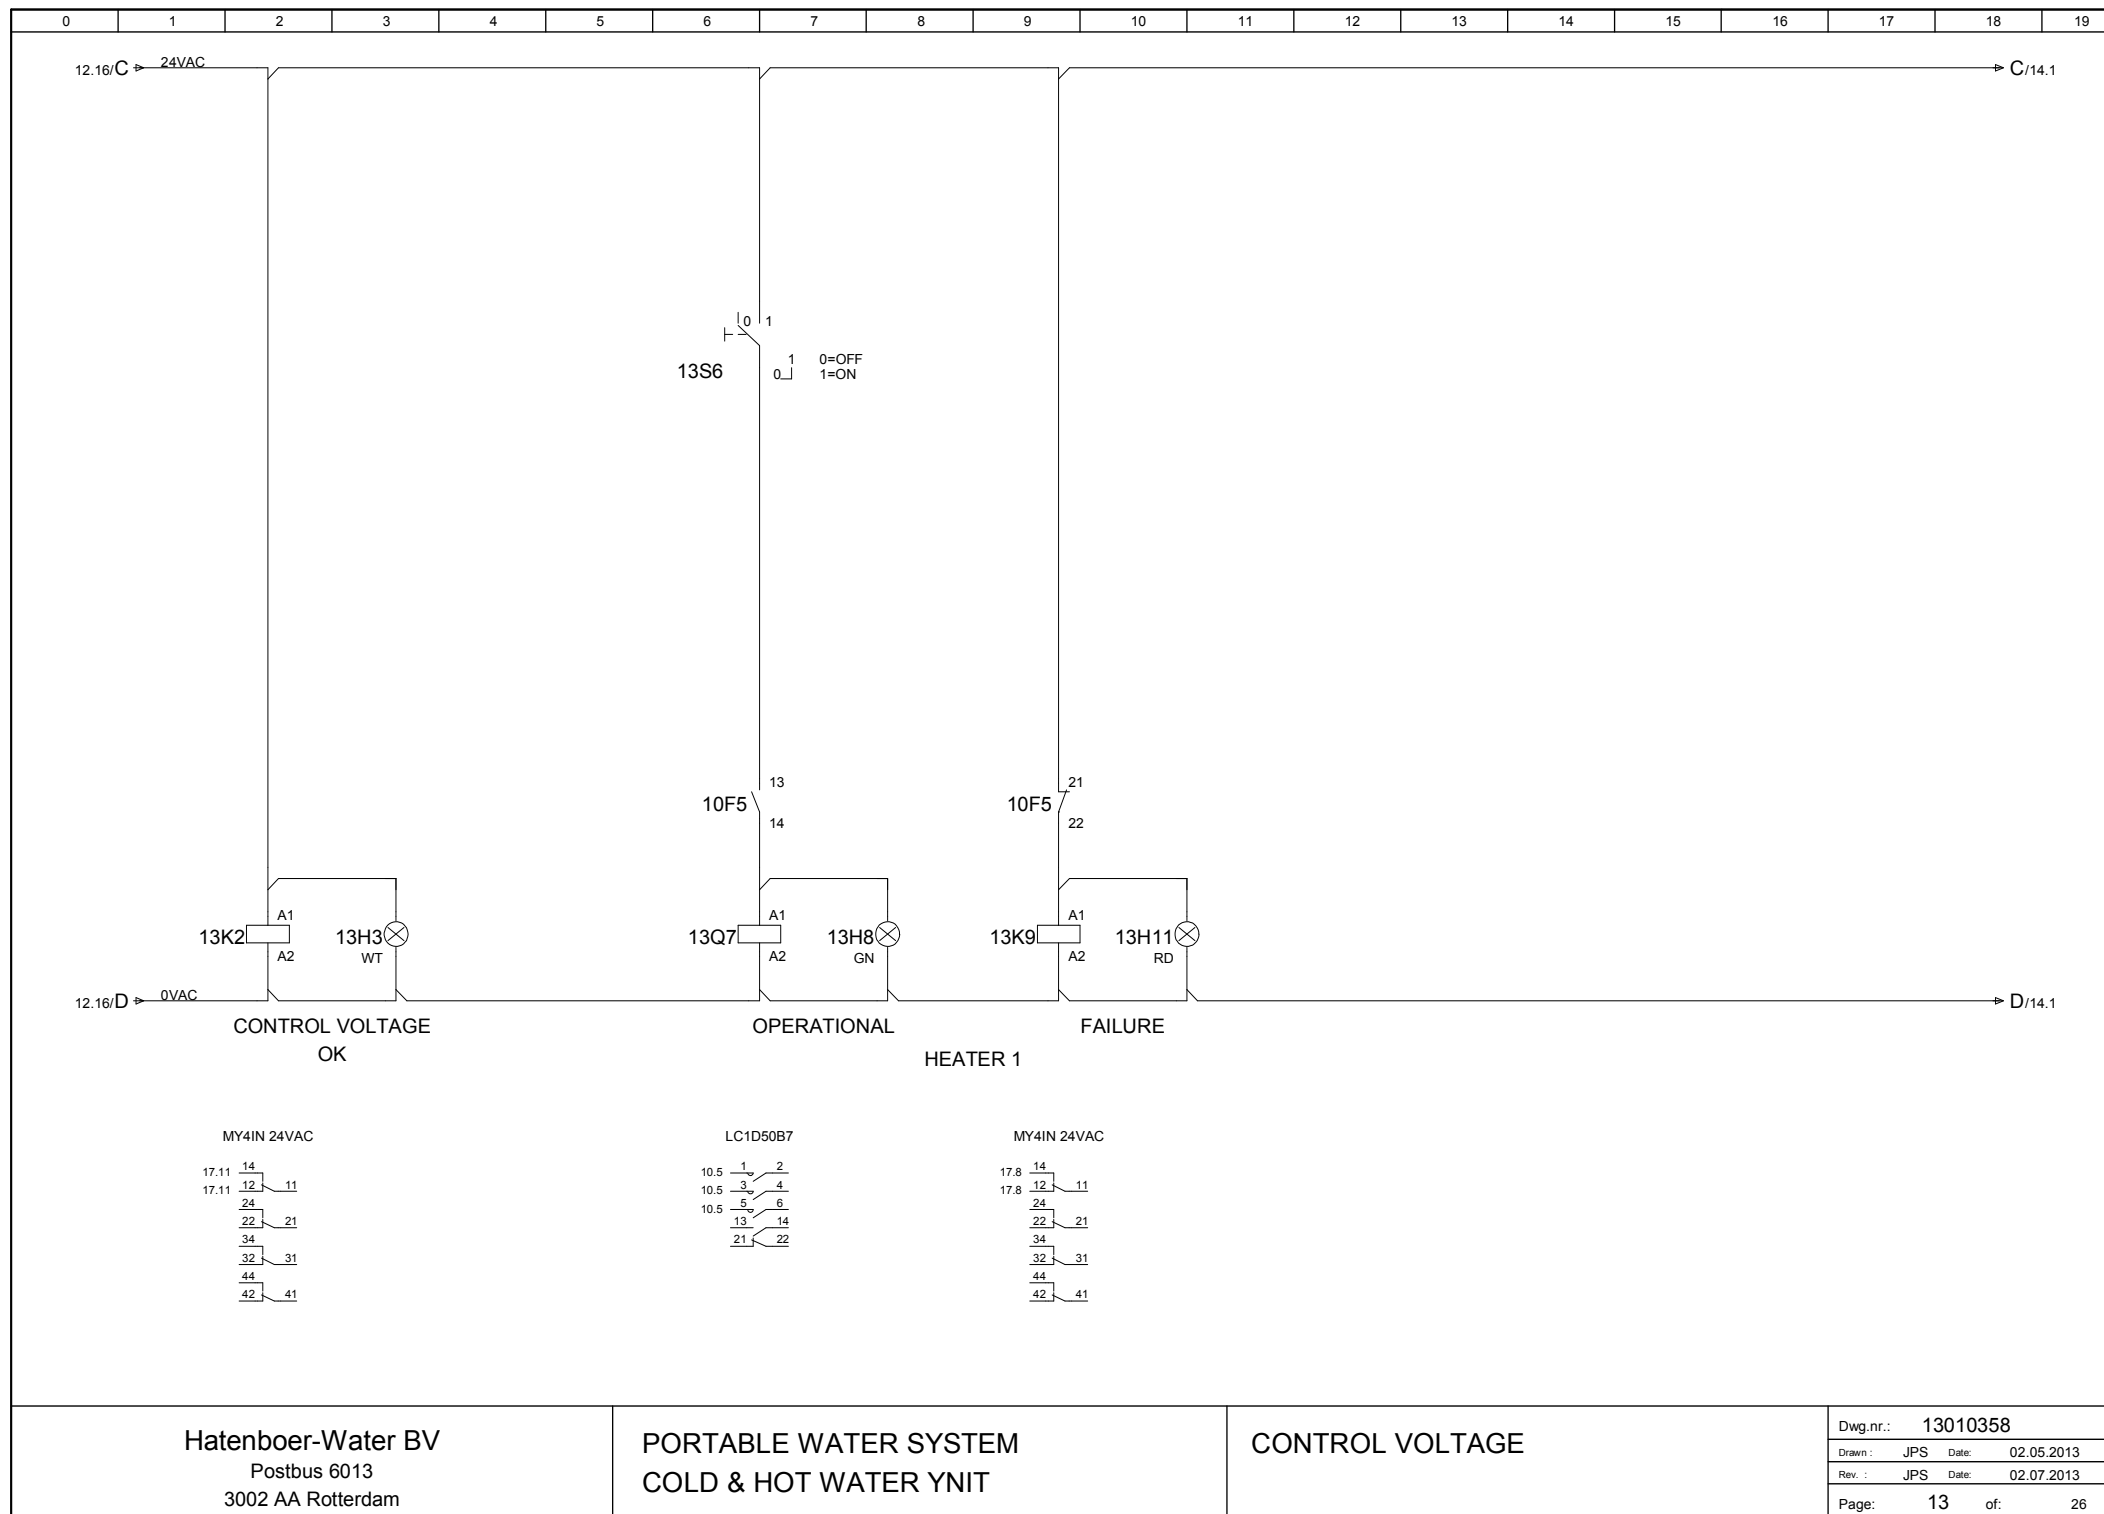 0 1 2 3 4 5 6 7 8 9 10 11 12 13 14 15 16 17 18 19
12.16/C 24VAC C/14.1
0 1
13S6 1 0=OFF
0 1=ON
13 21
10F5 10F5
14 22
A1 A1 A1
13K2 13H3 13Q7 13H8 13K9 13H11
A2 WT A2 GN A2 RD
12.16/D 0VAC D/14.1
CONTROL VOLTAGE OPERATIONAL FAILURE
OK
HEATER 1
MY4IN 24VAC LC1D50B7 MY4IN 24VAC
17.11 14 10.5 1 2 17.8 14
17.11 12 11 10.5 3 4 17.8 12 11
24 10.5 5 6 24
22 21 13 14 22 21
34 21 22 34
32 31 32 31
44 44
42 41 42 41
Hatenboer-Water BV
Postbus 6013
3002 AA Rotterdam
PORTABLE WATER SYSTEM
COLD & HOT WATER YNIT
CONTROL VOLTAGE
Dwg.nr.: 13010358
Drawn : JPS Date: 02.05.2013
Rev. : JPS Date: 02.07.2013
Page: 13 of: 26